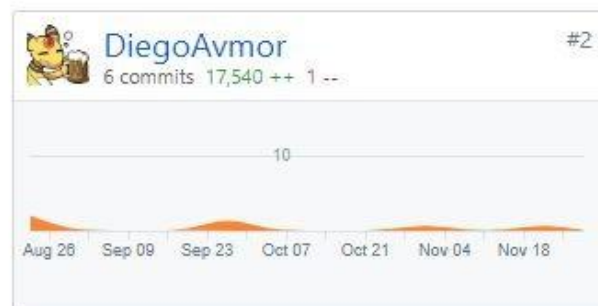 DiegoAvmor #2
6 commits 17,540 ++ 1 --
10
Aug 26 Sep 09 Sep 23 Oct 07 Oct 21 Nov 04 Nov 18